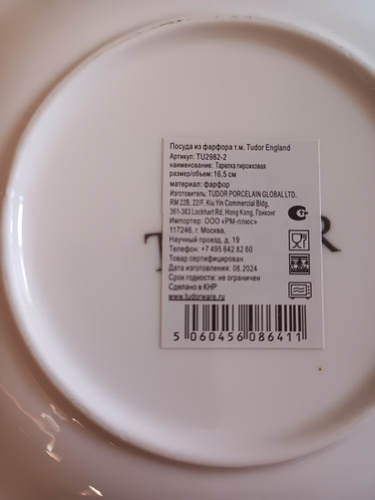 Посуда из фарфора т.м. Tudor England
Артикул: TU2982-2
наименование: Тарелка пирожковая
размер/объем: 16,5 см
материал: фарфор
Изготовитель: TUDOR PORCELAIN GLOBAL LTD.
RM.22B, 22/F, Kiu Yin Commercial Bldg,
361-363 Lockhart Rd, Hong Kong, Гонконг
Импортер: ООО «РМ-плюс»
117246, г. Москва,
Научный проезд, д. 19
Телефон: +7 495 642 82 60
Товар сертифицирован
Дата изготовления: 08.2024
Срок годности: не ограничен
Сделано в КНР
www.tudorware.ru
5 060456 086411